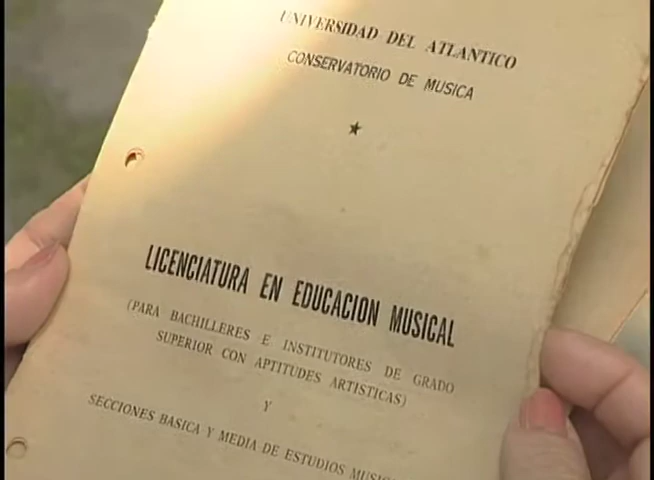 UNIVERSIDAD DEL ATLANTICO
CONSERVATORIO DE MUSICA
LICENCIATURA EN EDUCACION MUSICAL
(PARA BACHILLERES E INSTITUTORES DE GRADO
SUPERIOR CON APTITUDES ARTISTICAS)
Y
SECCIONES BASICA Y MEDIA DE ESTUDIOS